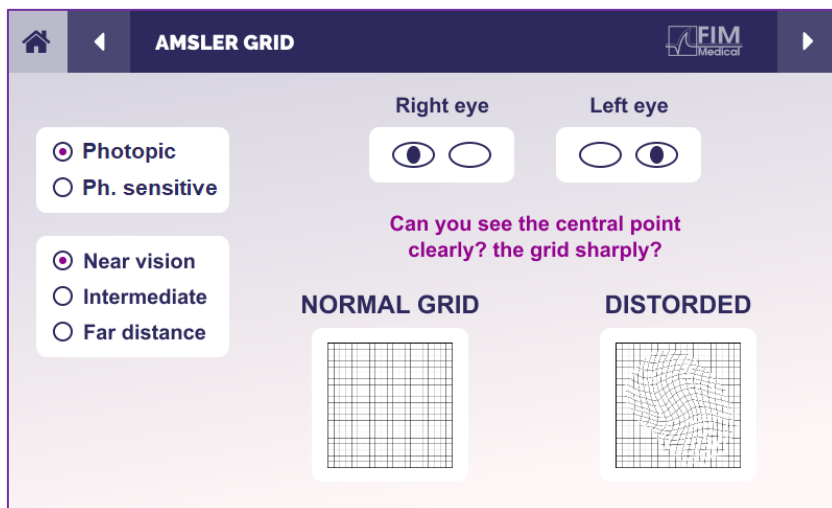 AMSLER GRID
FIM
Medical
Right eye
Left eye
Photopic
Ph. sensitive
Can you see the central point
clearly? the grid sharply?
Near vision
Intermediate
Far distance
NORMAL GRID
DISTORDED